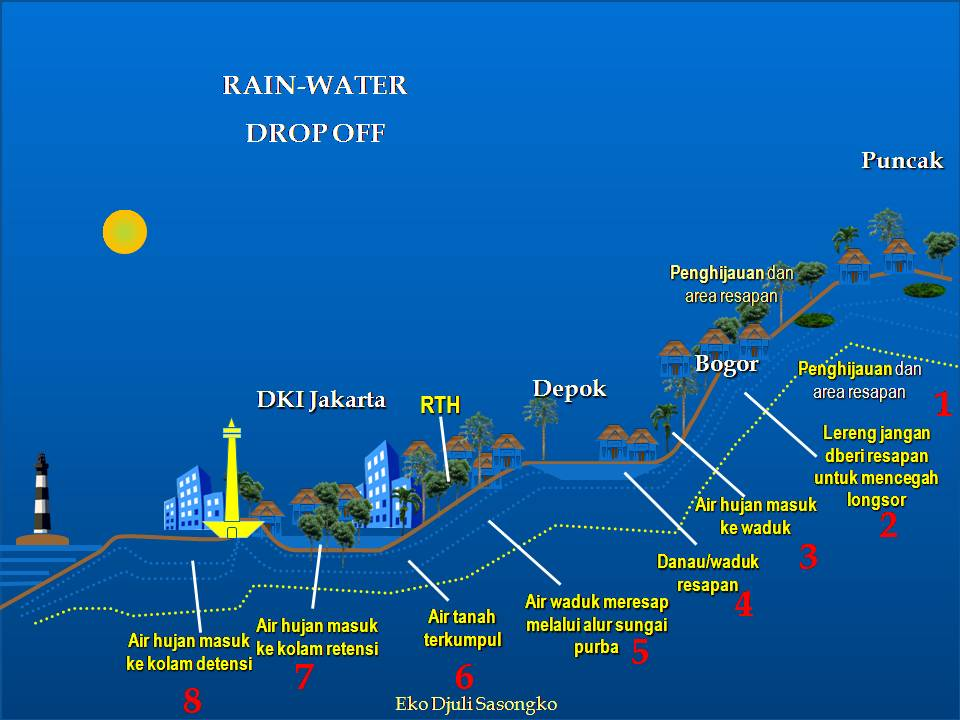 RAIN-WATER
DROP OFF
Puncak
Penghijauan dan
area resapan
Bogor
Penghijauan dan
area resapan
1
Depok
DKI Jakarta
RTH
Lereng jangan
dberi resapan
untuk mencegah
longsor
2
Air hujan masuk
ke waduk
3
Danau/waduk
resapan
4
Air waduk meresap
melalui alur sungai
purba
5
Air tanah
terkumpul
6
Air hujan masuk
ke kolam retensi
7
Air hujan masuk
ke kolam detensi
8
Eko Djuli Sasongko